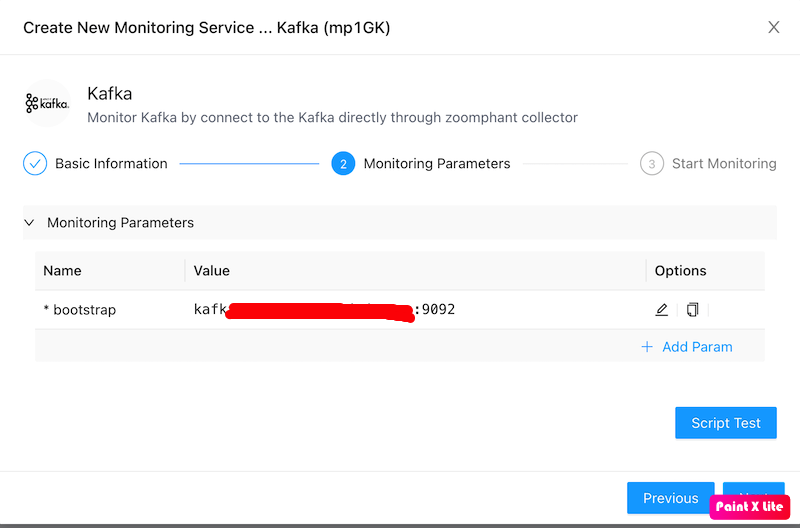 Create New Monitoring Service ... Kafka (mp1GK)
kafka.
Kafka
Monitor Kafka by connect to the Kafka directly through zoomphant collector
Basic Information
2
Monitoring Parameters
3
Start Monitoring
Monitoring Parameters
Name
Value
Options
* bootstrap
kafk
:9092
+ Add Param
Script Test
Previous
Paint X Lite